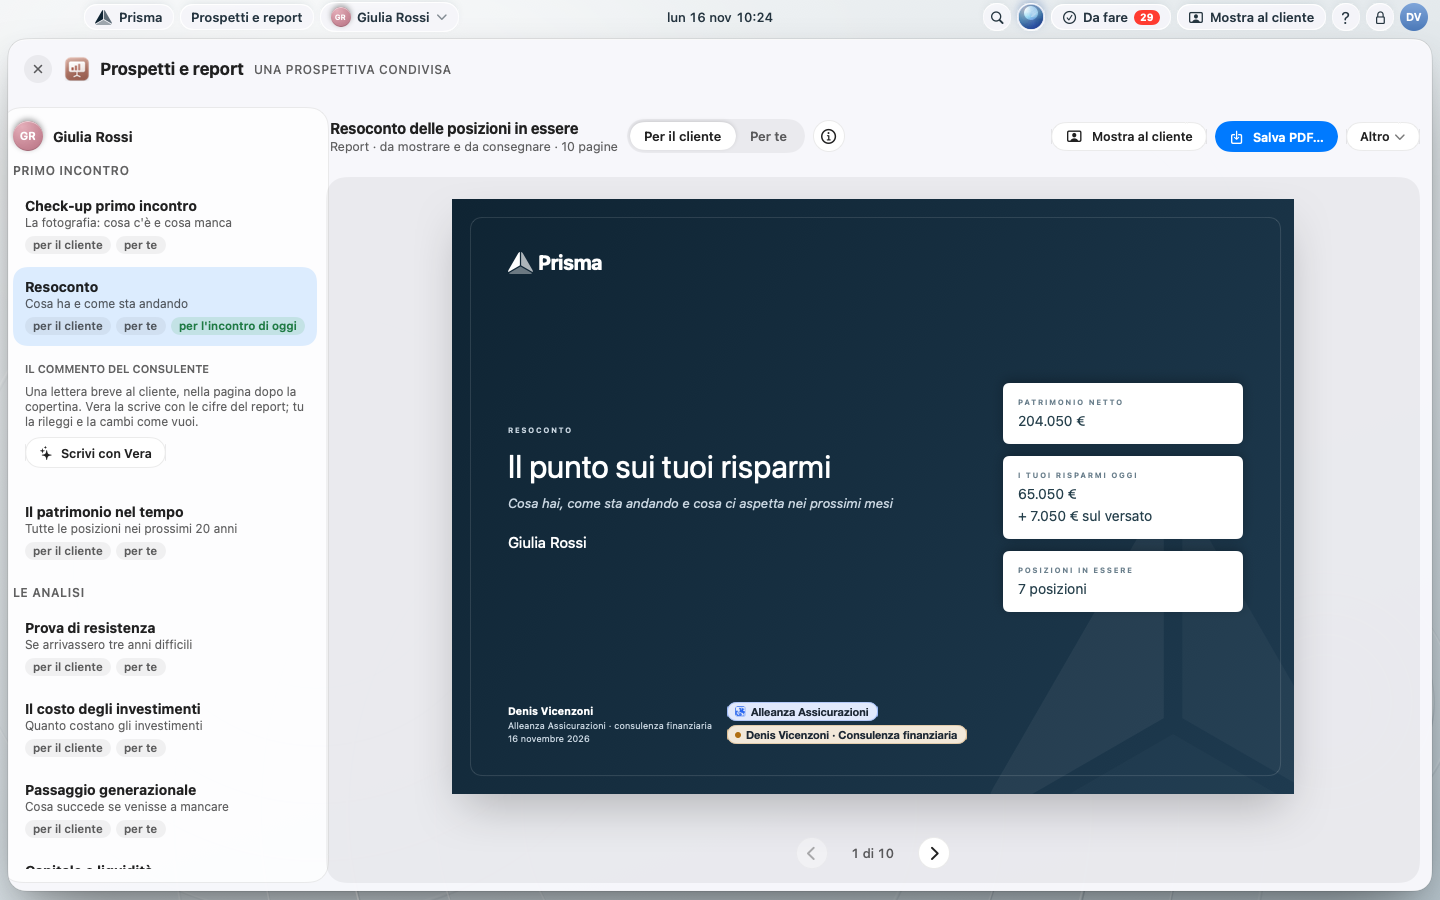 Prisma
Prospetti e report
GR Giulia Rossi
lun 16 nov 10:24
Da fare 29
Mostra al cliente
?
DV
Prospetti e report UNA PROSPETTIVA CONDIVISA
GR Giulia Rossi
PRIMO INCONTRO
Check-up primo incontro
La fotografia: cosa c'è e cosa manca
per il cliente per te
Resoconto
Cosa ha e come sta andando
per il cliente per te per l'incontro di oggi
IL COMMENTO DEL CONSULENTE
Una lettera breve al cliente, nella pagina dopo la
copertina. Vera la scrive con le cifre del report; tu
la rileggi e la cambi come vuoi.
Scrivi con Vera
Il patrimonio nel tempo
Tutte le posizioni nei prossimi 20 anni
per il cliente per te
LE ANALISI
Prova di resistenza
Se arrivassero tre anni difficili
per il cliente per te
Il costo degli investimenti
Quanto costano gli investimenti
per il cliente per te
Passaggio generazionale
Cosa succede se venisse a mancare
per il cliente per te
Resoconto delle posizioni in essere
Report · da mostrare e da consegnare · 10 pagine
Per il cliente Per te
Mostra al cliente
Salva PDF...
Altro
Prisma
RESOCONTO
Il punto sui tuoi risparmi
Cosa hai, come sta andando e cosa ci aspetta nei prossimi mesi
Giulia Rossi
PATRIMONIO NETTO
204.050 €
I TUOI RISPARMI OGGI
65.050 €
+ 7.050 € sul versato
POSIZIONI IN ESSERE
7 posizioni
Denis Vicenzoni
Alleanza Assicurazioni · consulenza finanziaria
16 novembre 2026
Alleanza Assicurazioni
Denis Vicenzoni · Consulenza finanziaria
1 di 10